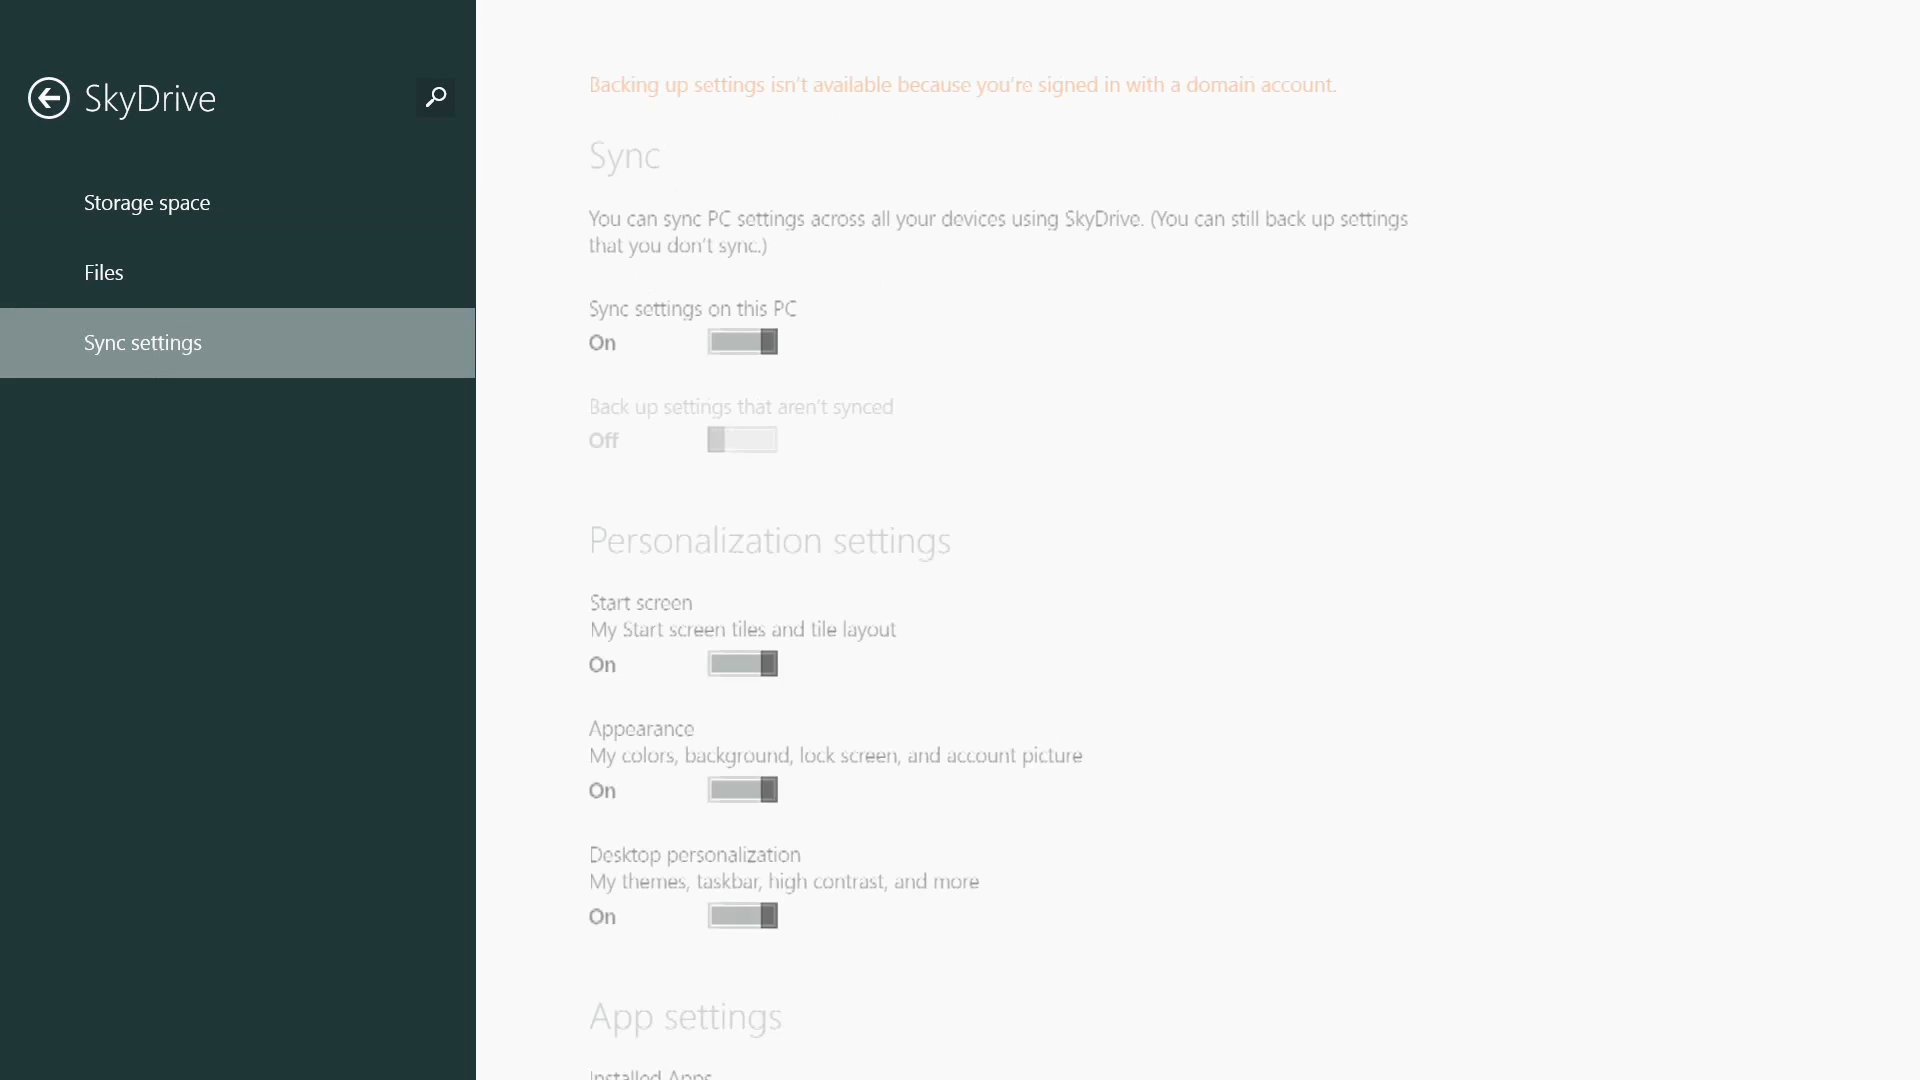 SkyDrive
Storage space
Files
Sync settings
Backing up settings isn't available because you're signed in with a domain account.
Sync
You can sync PC settings across all your devices using SkyDrive. (You can still back up settings
that you don't sync.)
Sync settings on this PC
On
Back up settings that aren't synced
Off
Personalization settings
Start screen
My Start screen tiles and tile layout
On
Appearance
My colors, background, lock screen, and account picture
On
Desktop personalization
My themes, taskbar, high contrast, and more
On
App settings
Installed Apps